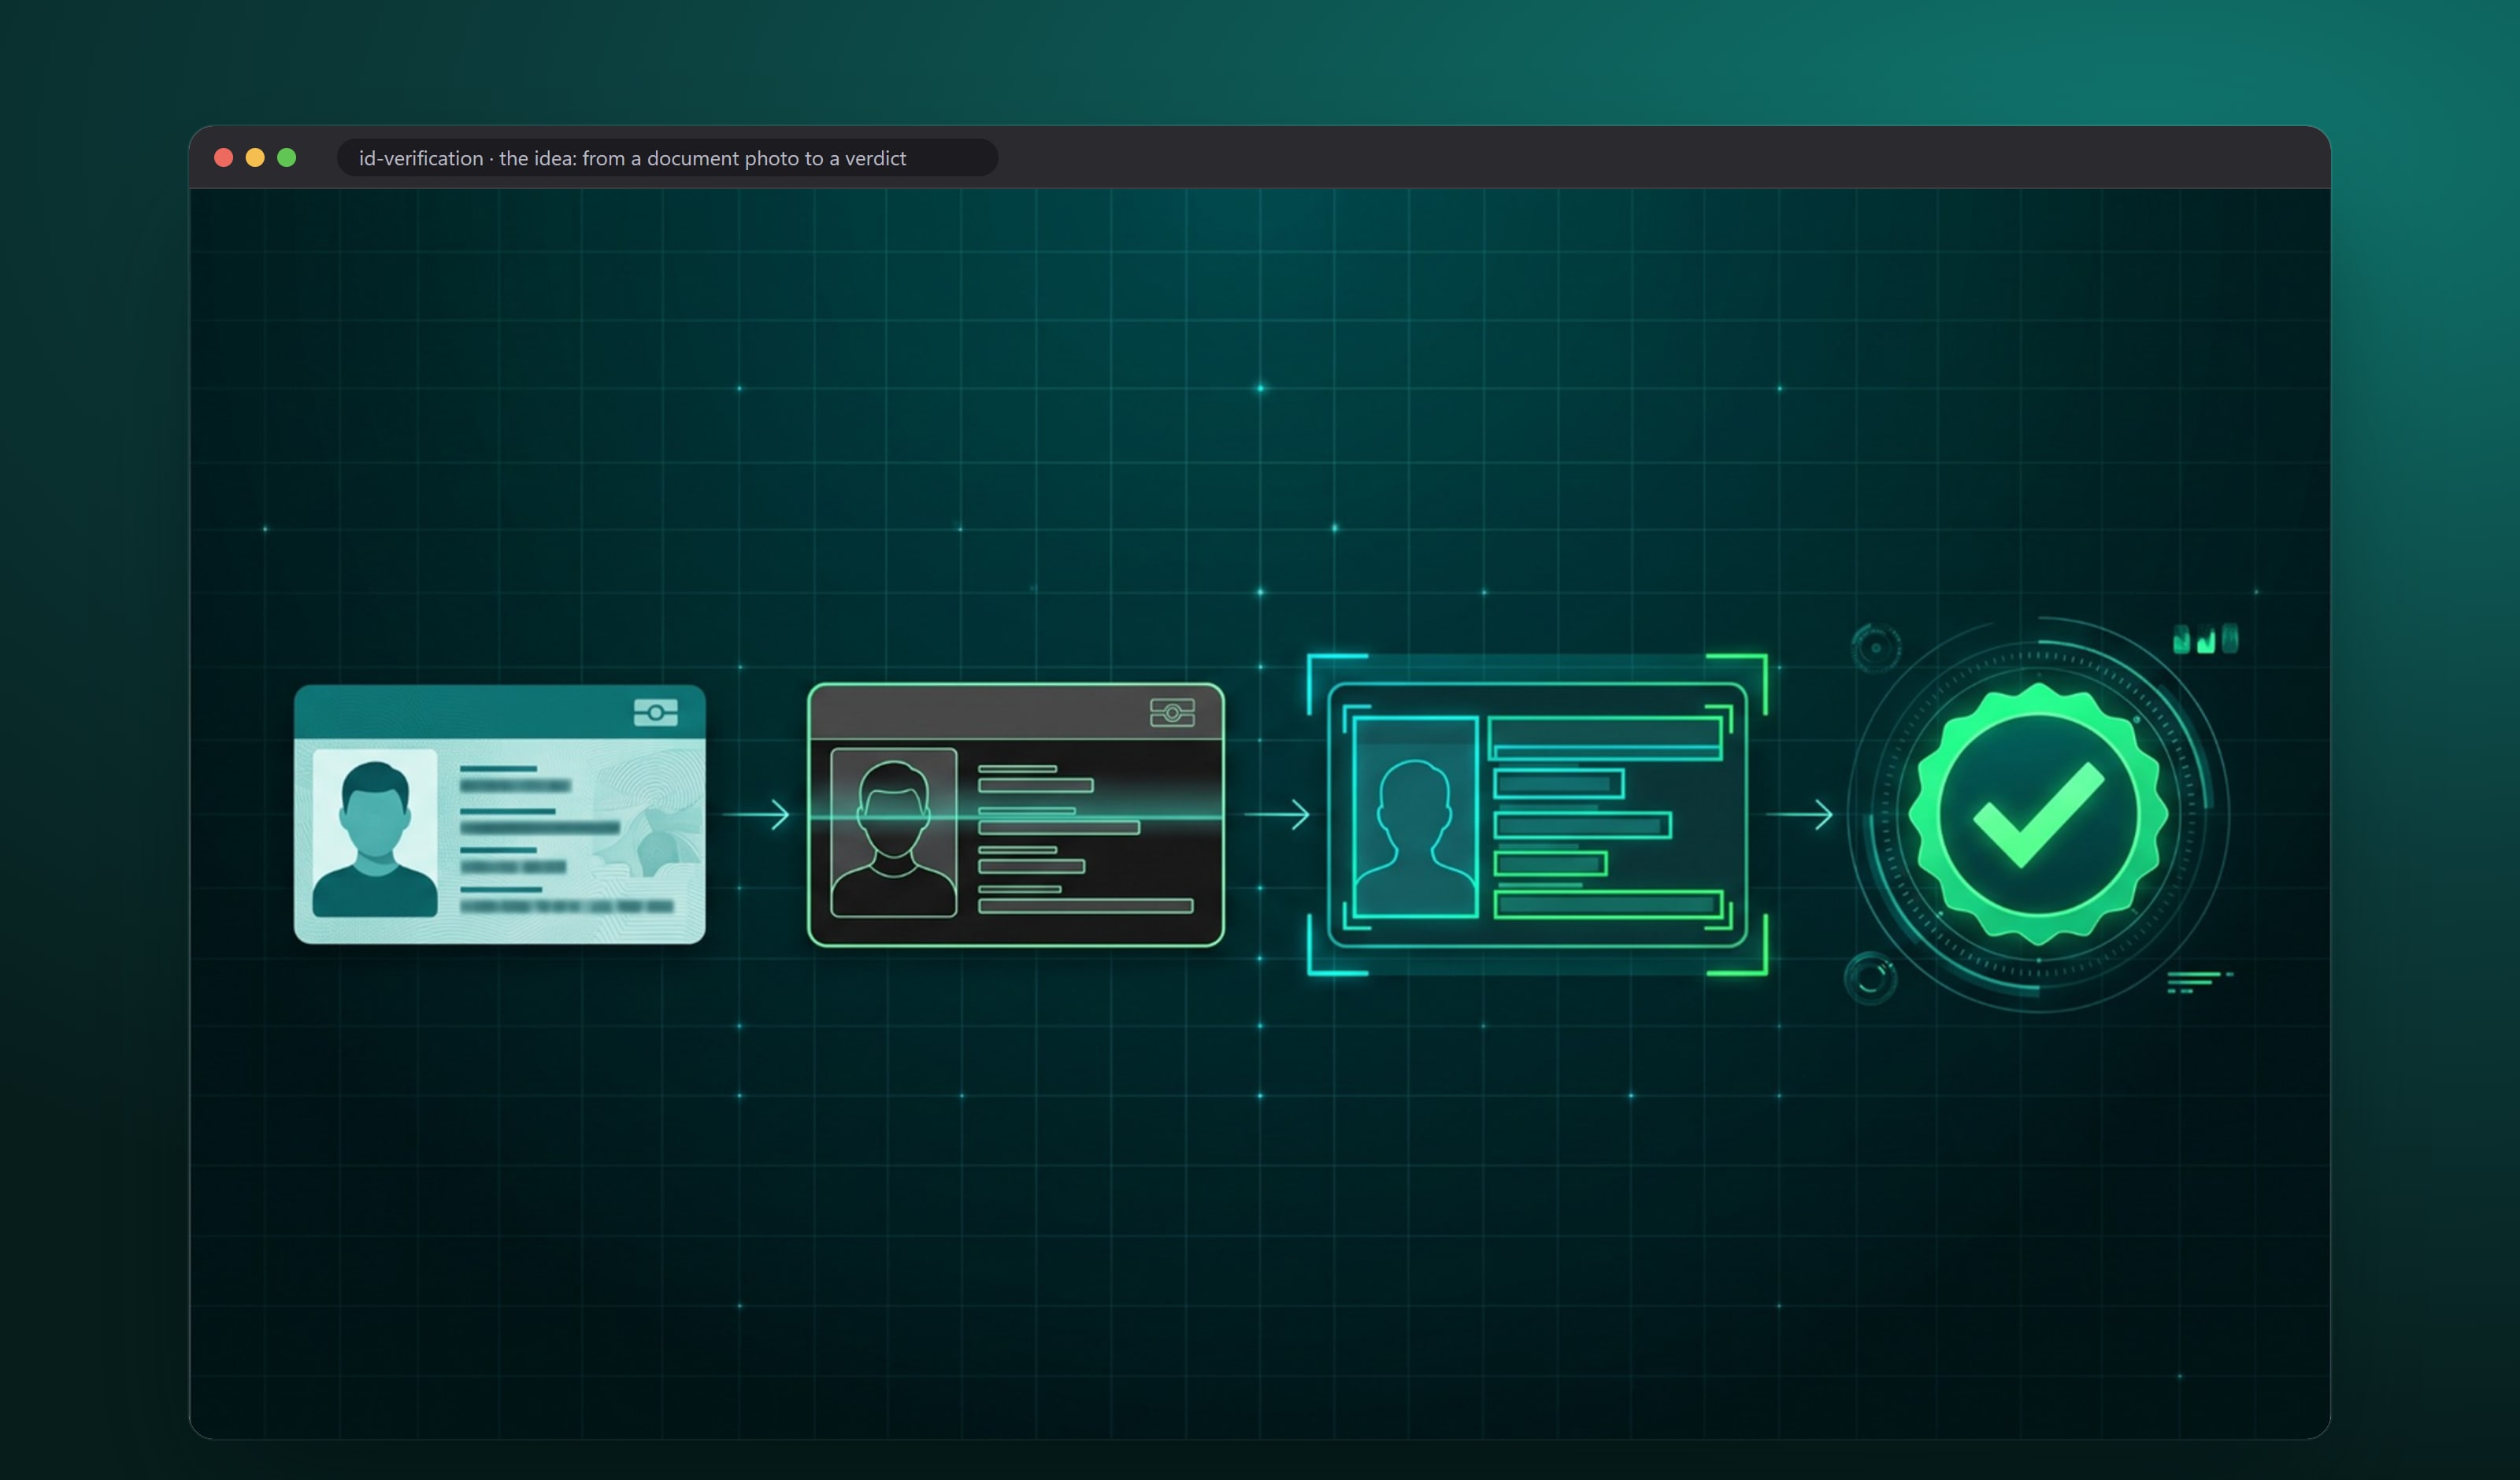 id-verification · the idea: from a document photo to a verdict